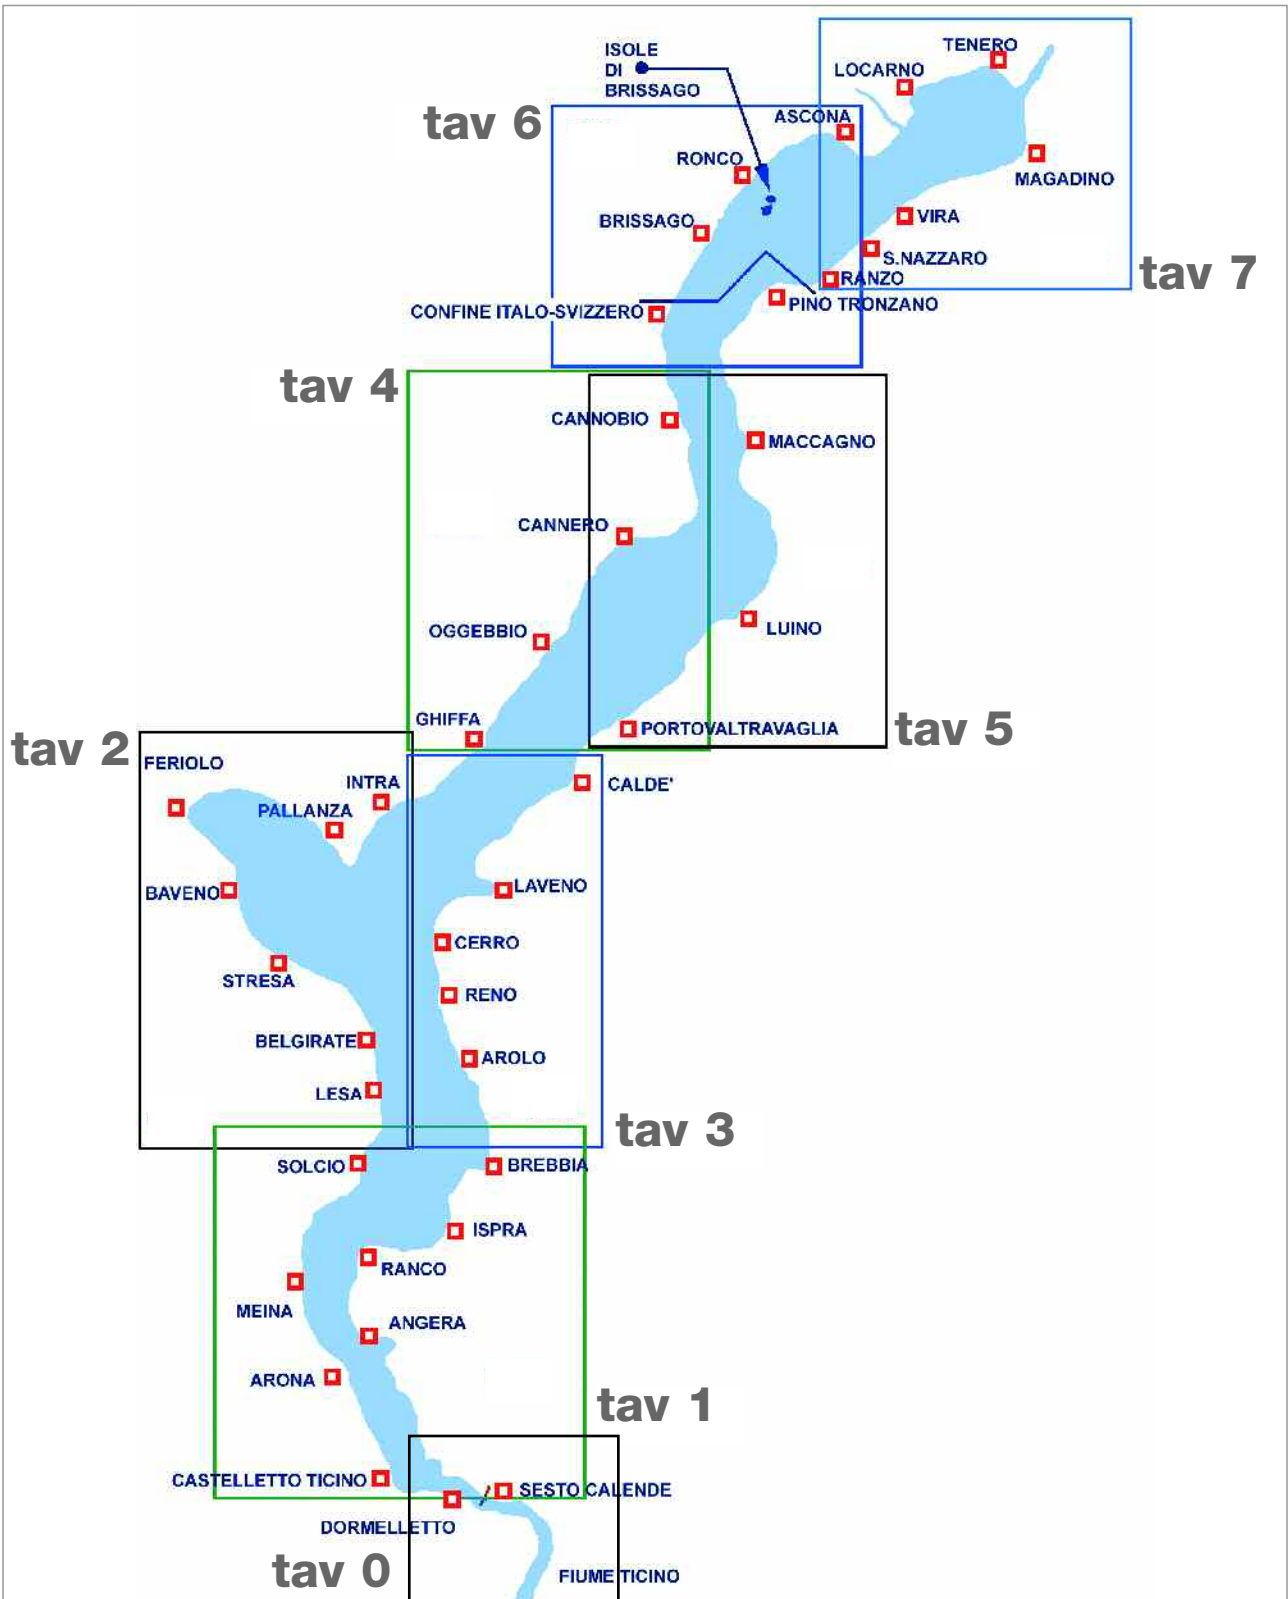 ISOLE
DI
BRISSAGO
TENERO
LOCARNO
tav 6
ASCONA
RONCO
MAGADINO
BRISSAGO
VIRA
S.NAZZARO
tav 7
RANZO
PINO TRONZANO
CONFINE ITALO-SVIZZERO
tav 4
CANNOBIO
MACCAGNO
CANNERO
OGGEBBIO
LUINO
GHIFFA
PORTOVALTRAVAGLIA
tav 5
tav 2
FERIOLO
INTRA
CALDE'
PALLANZA
BAVENO
LAVENO
CERRO
STRESA
RENO
BELGIRATE
AROLO
LESA
tav 3
SOLCIO
BREBBIA
ISPRA
RANCO
MEINA
ANGERA
ARONA
tav 1
CASTELLETTO TICINO
SESTO CALENDE
DORMELLETTO
tav 0
FIUME TICINO